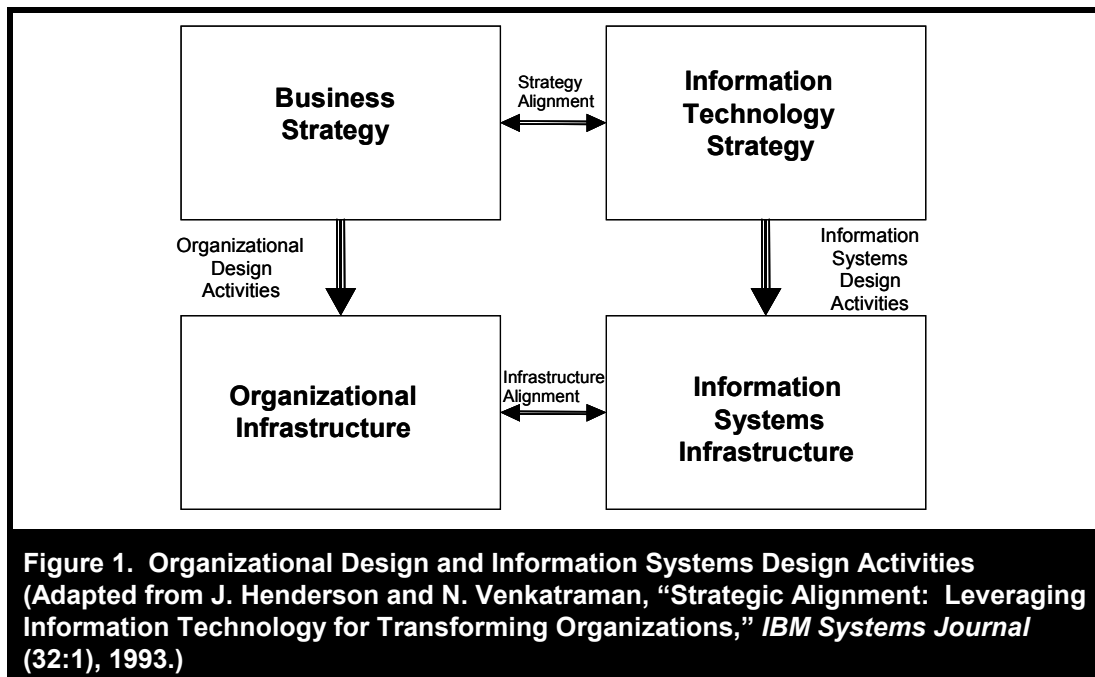 Business
Strategy
Strategy
Alignment
Information
Technology
Strategy
Organizational
Design
Activities
Information
Systems
Design
Activities
Organizational
Infrastructure
Infrastructure
Alignment
Information
Systems
Infrastructure
Figure 1. Organizational Design and Information Systems Design Activities
(Adapted from J. Henderson and N. Venkatraman, “Strategic Alignment: Leveraging
Information Technology for Transforming Organizations,” IBM Systems Journal
(32:1), 1993.)